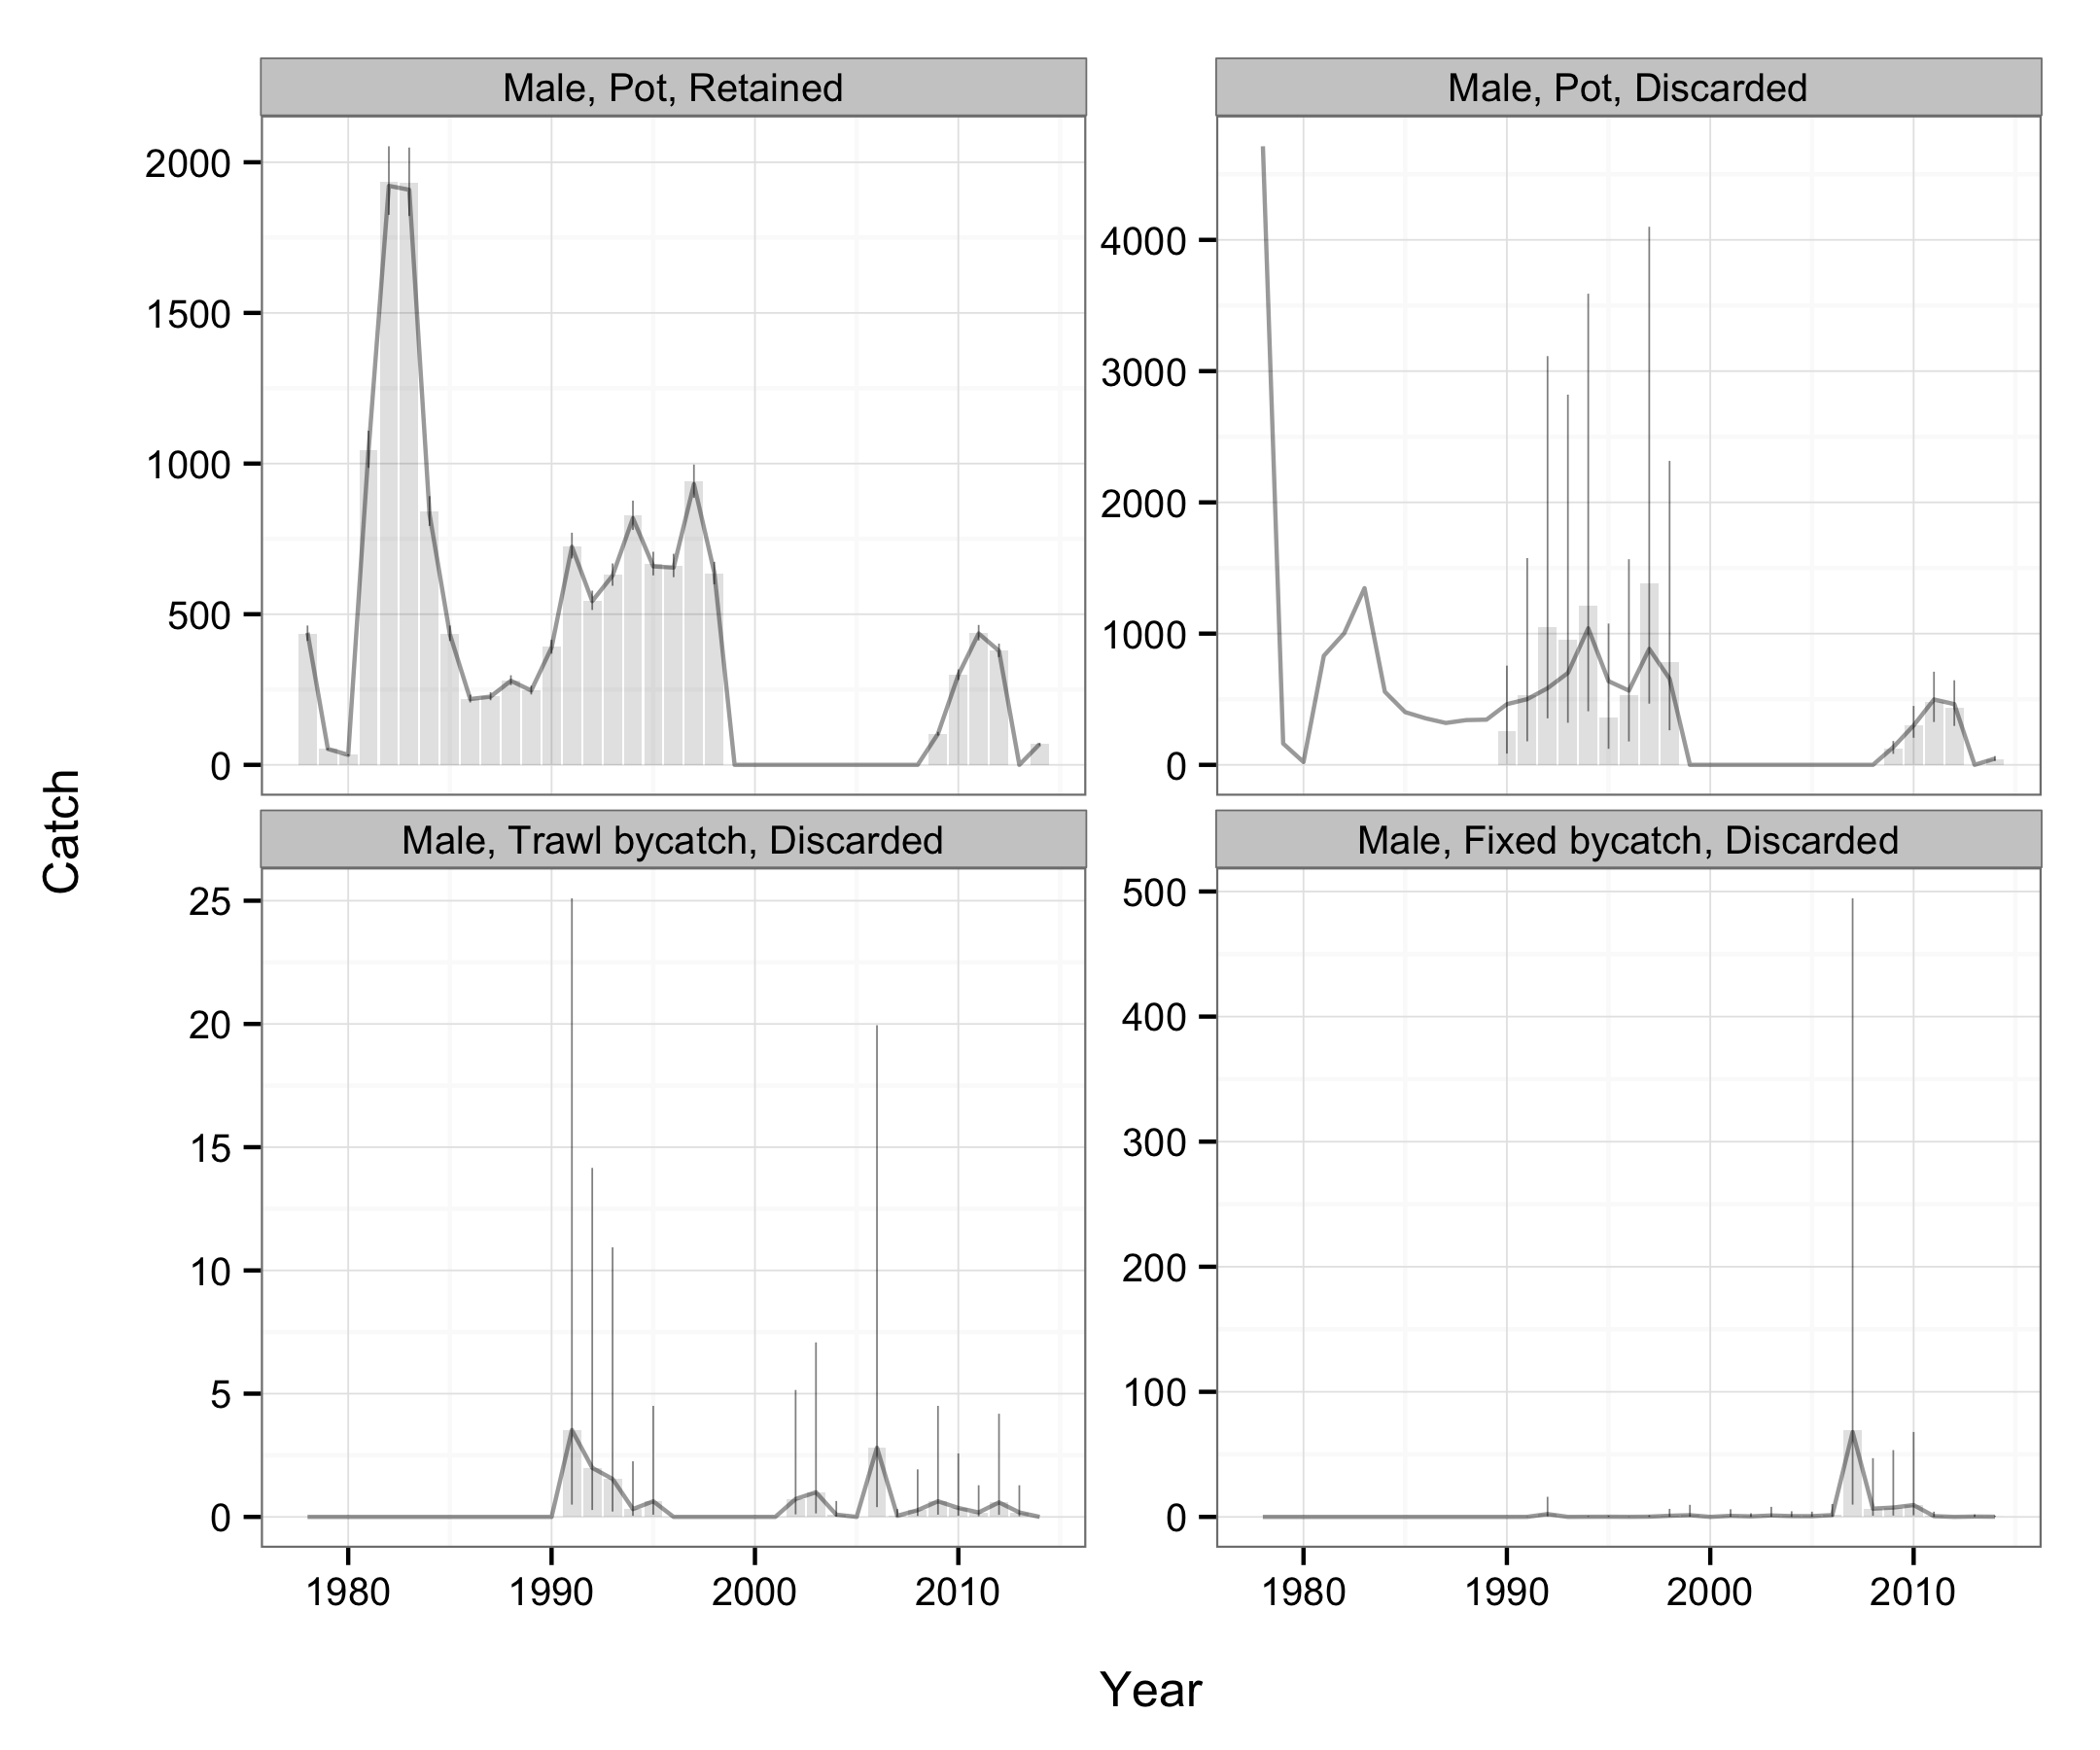 Male, Pot, Retained
Male, Pot, Discarded
2000
1500
1000
500
0
4000
3000
2000
1000
0
Catch
Male, Trawl bycatch, Discarded
Male, Fixed bycatch, Discarded
25
20
15
10
5
0
500
400
300
200
100
0
1980 1990 2000 2010
1980 1990 2000 2010
Year